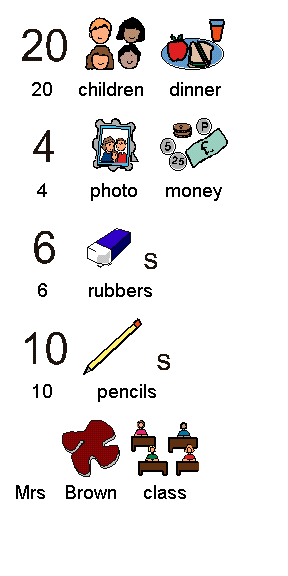 20
20 children dinner
4
4 photo money
6 s
6 rubbers
10 s
10 pencils
Mrs Brown class